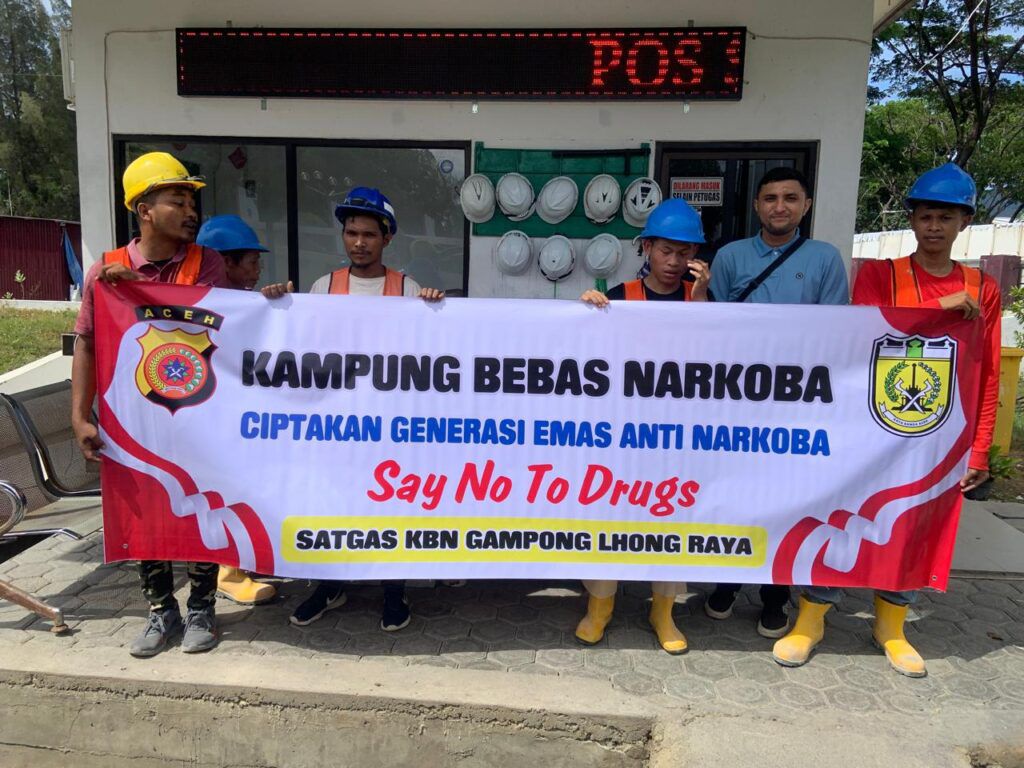 POS
DILARANG MASUK
SELAIN PETUGAS
ACEH
KAMPUNG BEBAS NARKOBA
CIPTAKAN GENERASI EMAS ANTI NARKOBA
Say No To Drugs
SATGAS KBN GAMPONG LHONG RAYA